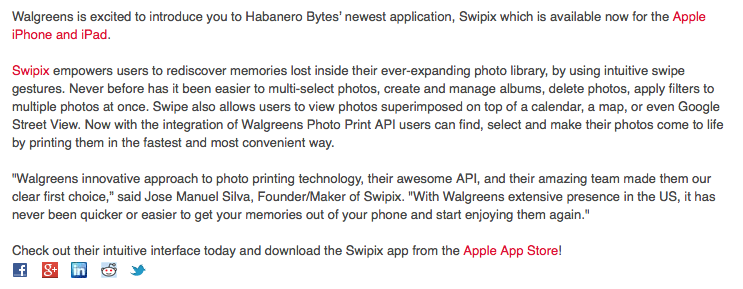 Walgreens is excited to introduce you to Habanero Bytes' newest application, Swipix which is available now for the Apple
iPhone and iPad.
Swipix empowers users to rediscover memories lost inside their ever-expanding photo library, by using intuitive swipe
gestures. Never before has it been easier to multi-select photos, create and manage albums, delete photos, apply filters to
multiple photos at once. Swipe also allows users to view photos superimposed on top of a calendar, a map, or even Google
Street View. Now with the integration of Walgreens Photo Print API users can find, select and make their photos come to life
by printing them in the fastest and most convenient way.
"Walgreens innovative approach to photo printing technology, their awesome API, and their amazing team made them our
clear first choice," said Jose Manuel Silva, Founder/Maker of Swipix. "With Walgreens extensive presence in the US, it has
never been quicker or easier to get your memories out of your phone and start enjoying them again."
Check out their intuitive interface today and download the Swipix app from the Apple App Store!
f g+ in